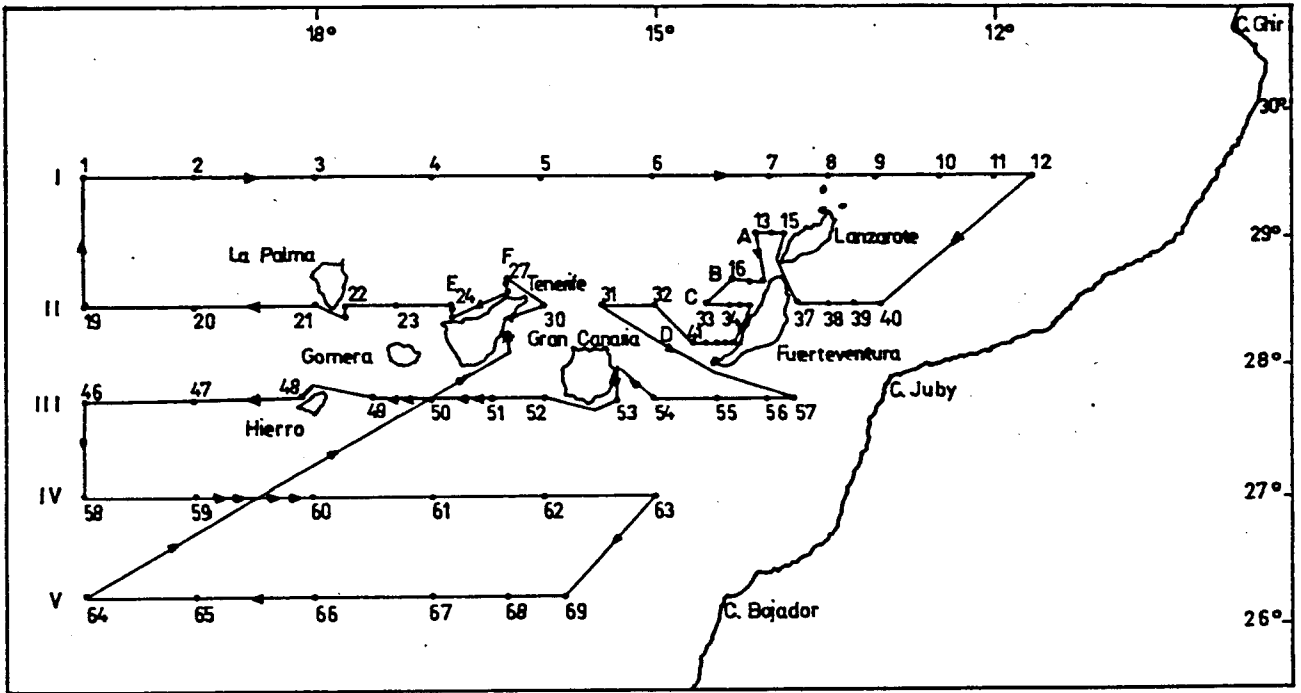 18° 15° 12°
C. Ghir
30°
1 2 3 4 5 6 7 8 9 10 11 12
I
13 15
A
Lanzarote
29°
La Palma
F
27
Tenerife
B 16
E
24
22
31 32
C
II
19 20 21 23 30 33 34 37 38 39 40
41
D
Gomera
Gran Canaria
Fuerteventura
28°
C. Juby
III
46 47 48 49 50 51 52 53 54 55 56 57
Hierro
IV
58 59 60 61 62 63
27°
V
64 65 66 67 68 69
C. Bojador
26°